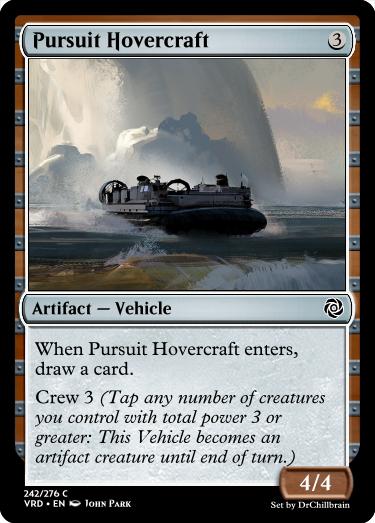 Pursuit Hovercraft 3
Artifact — Vehicle
When Pursuit Hovercraft enters,
draw a card.
Crew 3 (Tap any number of creatures
you control with total power 3 or
greater: This Vehicle becomes an
artifact creature until end of turn.)
4/4
242/276 C
VRD • EN John Park
Set by DrChillbrain